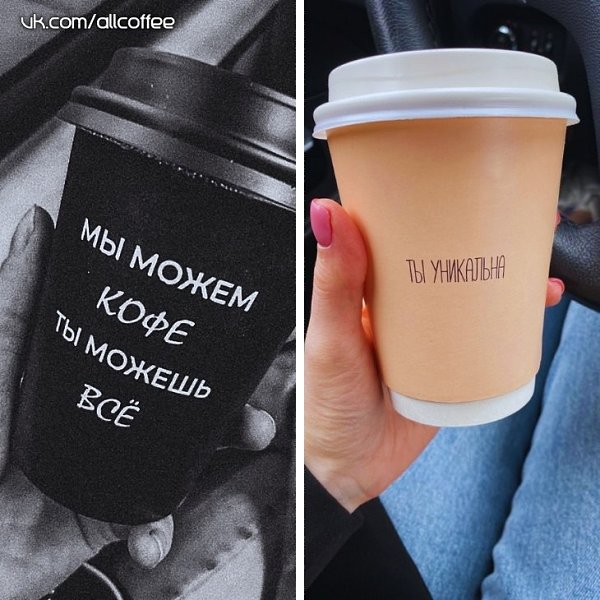 vk.com/allcoffee
МЫ МОЖЕМ
КОФЕ
ТЫ МОЖЕШЬ
ВСЁ
ТЫ УНИКАЛЬНА